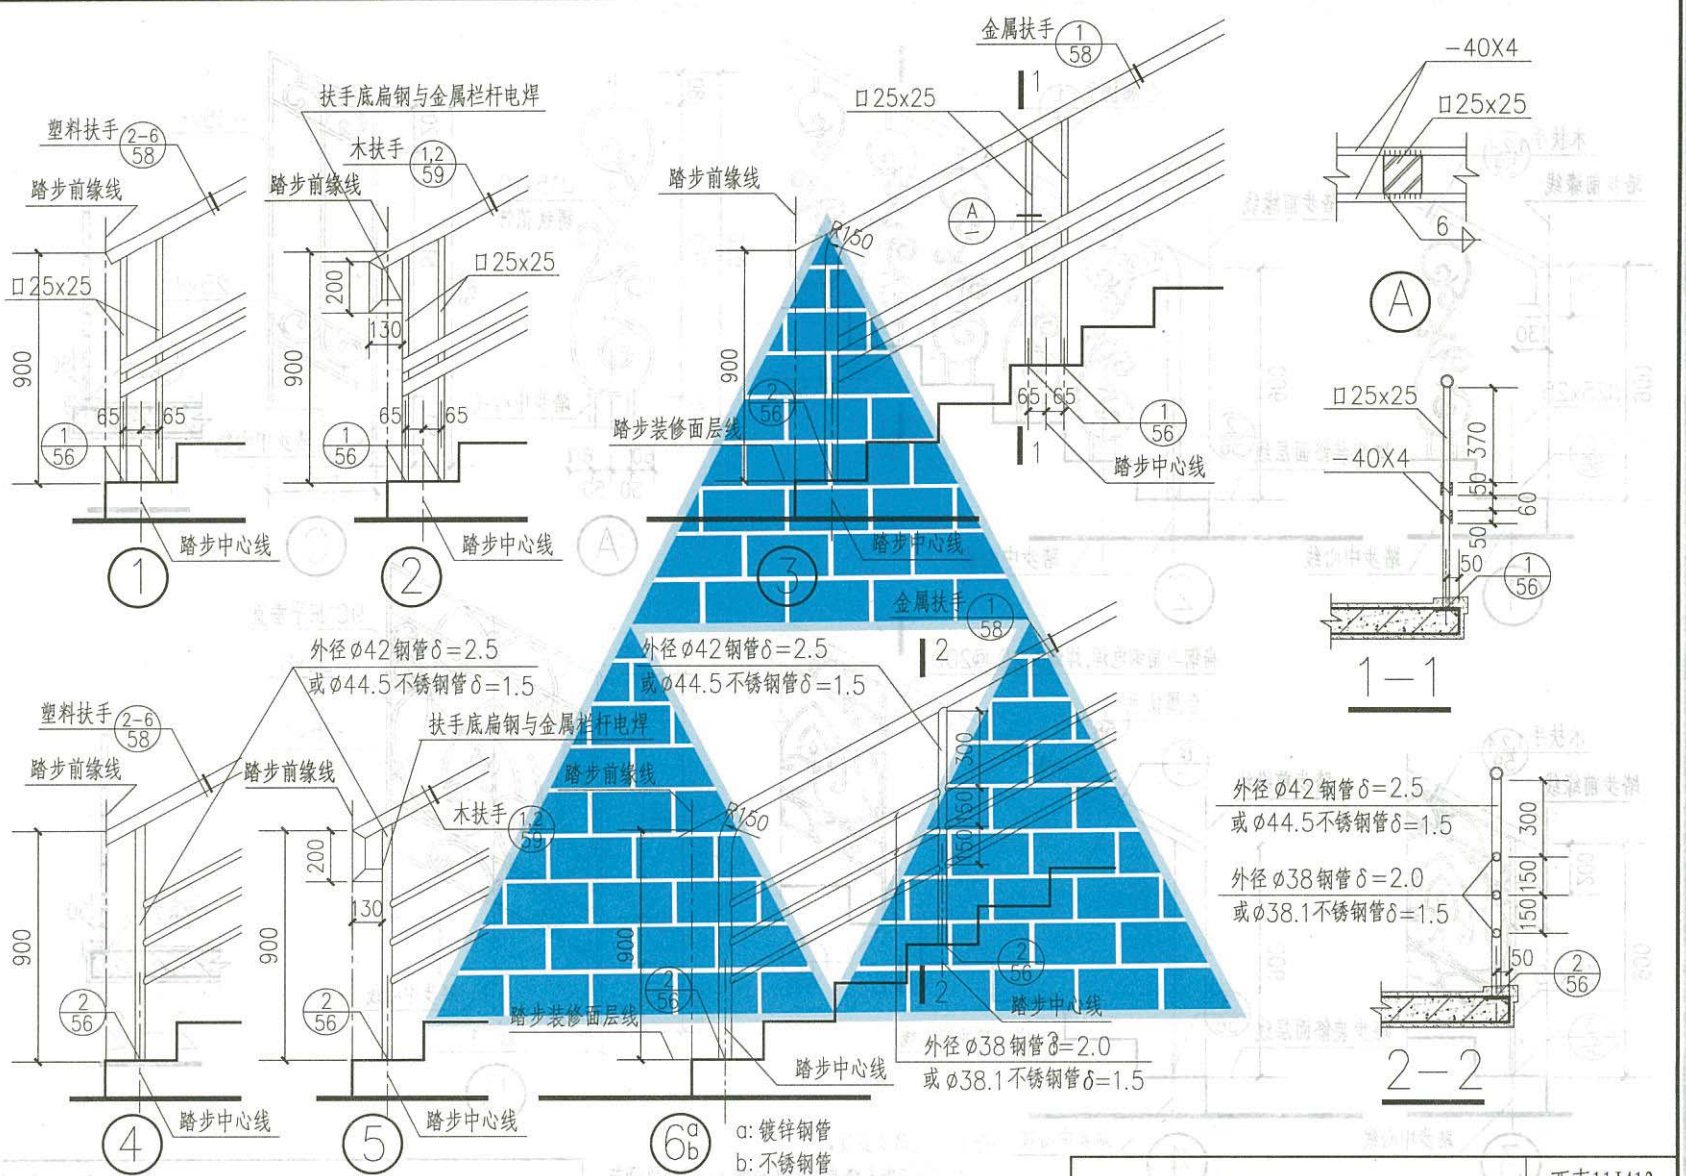 扶手底扁钢与金属栏杆电焊
塑料扶手 2-6/58
踏步前缘线
木扶手 1,2/59
踏步前缘线
口25x25
口25x25
900
65 65
1/56
踏步中心线
1
200
130
900
65 65
1/56
踏步中心线
2
金属扶手 1/58
1
口25x25
踏步前缘线
A/–
R150
900
2/56
踏步装修面层线
65 65
1/56
1
踏步中心线
踏步中心线
3
−40X4
口25x25
6
A
口25x25
−40X4
370
50
60
50
50
1/56
1−1
外径ø42钢管δ=2.5
或ø44.5不锈钢管δ=1.5
塑料扶手 2-6/58
踏步前缘线
900
2/56
踏步中心线
4
扶手底扁钢与金属栏杆电焊
踏步前缘线
木扶手 1,2/59
200
130
900
2/56
踏步中心线
5
金属扶手 1/58
2
外径ø42钢管δ=2.5
或ø44.5不锈钢管δ=1.5
踏步前缘线
R150
300
150
150
900
2/56
踏步装修面层线
2/56
2
踏步中心线
踏步中心线
外径ø38钢管δ=2.0
或ø38.1不锈钢管δ=1.5
6 a b
a: 镀锌钢管
b: 不锈钢管
外径ø42钢管δ=2.5
或ø44.5不锈钢管δ=1.5
外径ø38钢管δ=2.0
或ø38.1不锈钢管δ=1.5
300
150
150
50
2/56
2−2